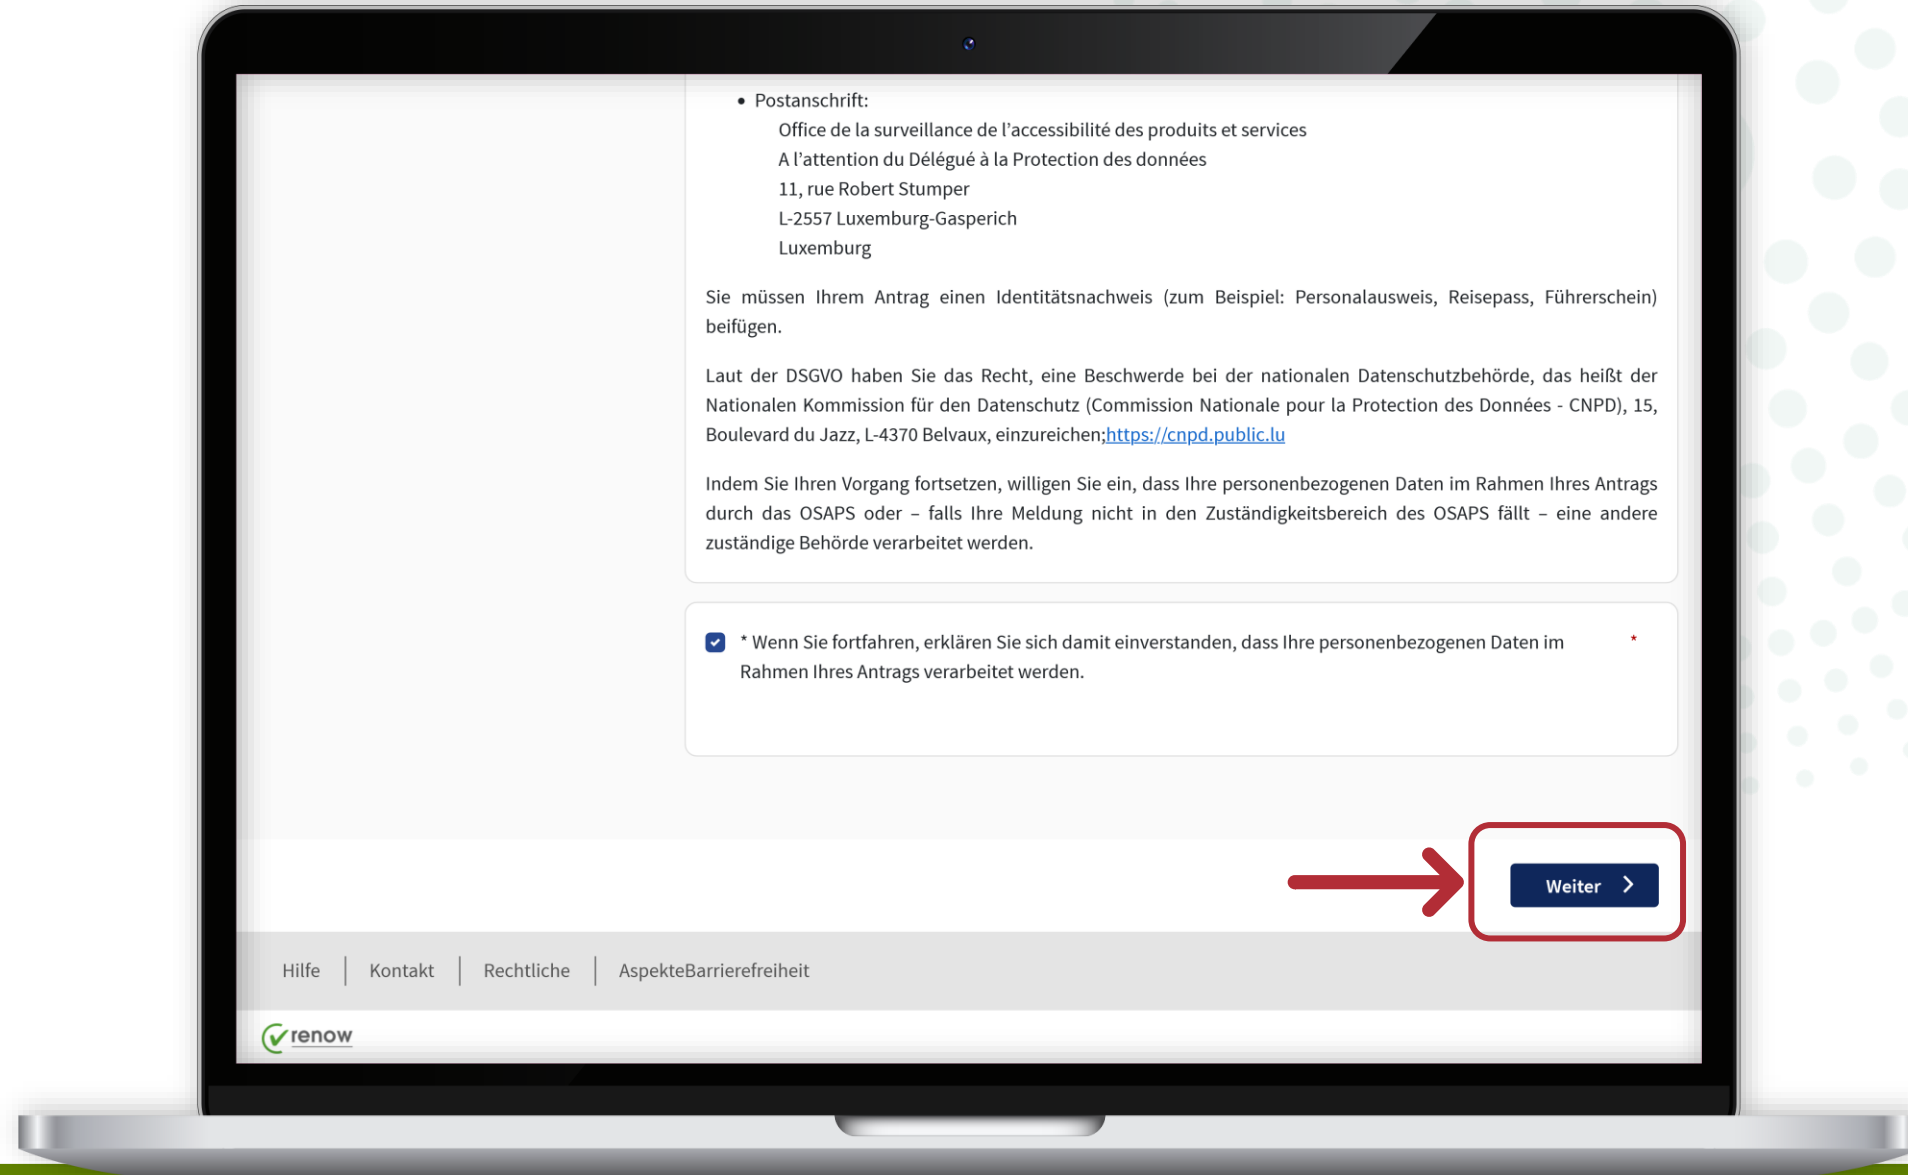 • Postanschrift:
Office de la surveillance de l’accessibilité des produits et services
A l’attention du Délégué à la Protection des données
11, rue Robert Stumper
L-2557 Luxemburg-Gasperich
Luxemburg
Sie müssen Ihrem Antrag einen Identitätsnachweis (zum Beispiel: Personalausweis, Reisepass, Führerschein)
beifügen.
Laut der DSGVO haben Sie das Recht, eine Beschwerde bei der nationalen Datenschutzbehörde, das heißt der
Nationalen Kommission für den Datenschutz (Commission Nationale pour la Protection des Données - CNPD), 15,
Boulevard du Jazz, L-4370 Belvaux, einzureichen;https://cnpd.public.lu
Indem Sie Ihren Vorgang fortsetzen, willigen Sie ein, dass Ihre personenbezogenen Daten im Rahmen Ihres Antrags
durch das OSAPS oder – falls Ihre Meldung nicht in den Zuständigkeitsbereich des OSAPS fällt – eine andere
zuständige Behörde verarbeitet werden.
* Wenn Sie fortfahren, erklären Sie sich damit einverstanden, dass Ihre personenbezogenen Daten im *
Rahmen Ihres Antrags verarbeitet werden.
Weiter
Hilfe | Kontakt | Rechtliche | AspekteBarrierefreiheit
renow